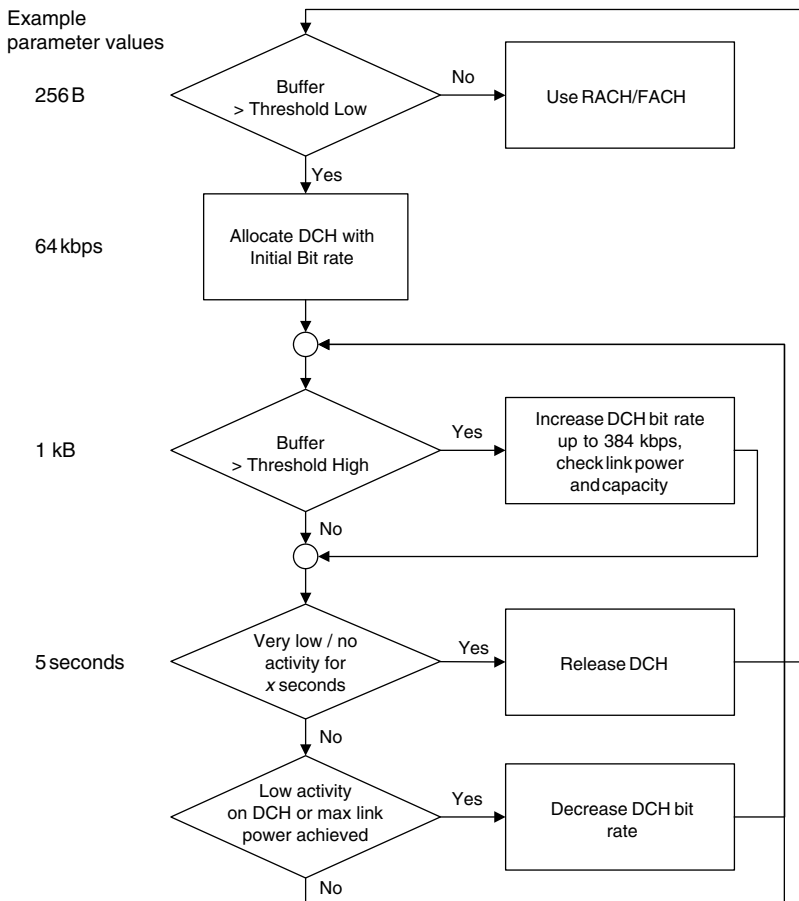 Example
parameter values
256 B
Buffer
> Threshold Low
No
Use RACH/FACH
Yes
64 kbps
Allocate DCH with
Initial Bit rate
1 kB
Buffer
> Threshold High
Yes
Increase DCH bit rate
up to 384 kbps,
check link power
and capacity
No
5 seconds
Very low / no
activity for
x seconds
Yes
Release DCH
No
Low activity
on DCH or max link
power achieved
Yes
Decrease DCH bit
rate
No